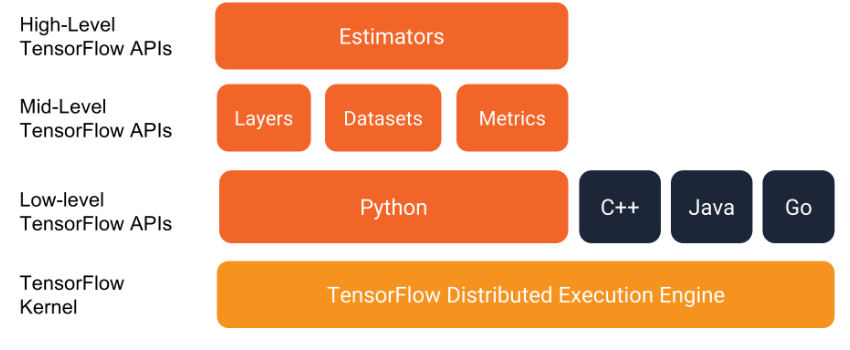 High-Level
TensorFlow APIs
Estimators
Mid-Level
TensorFlow APIs
Layers
Datasets
Metrics
Low-level
TensorFlow APIs
Python
C++
Java
Go
TensorFlow
Kernel
TensorFlow Distributed Execution Engine